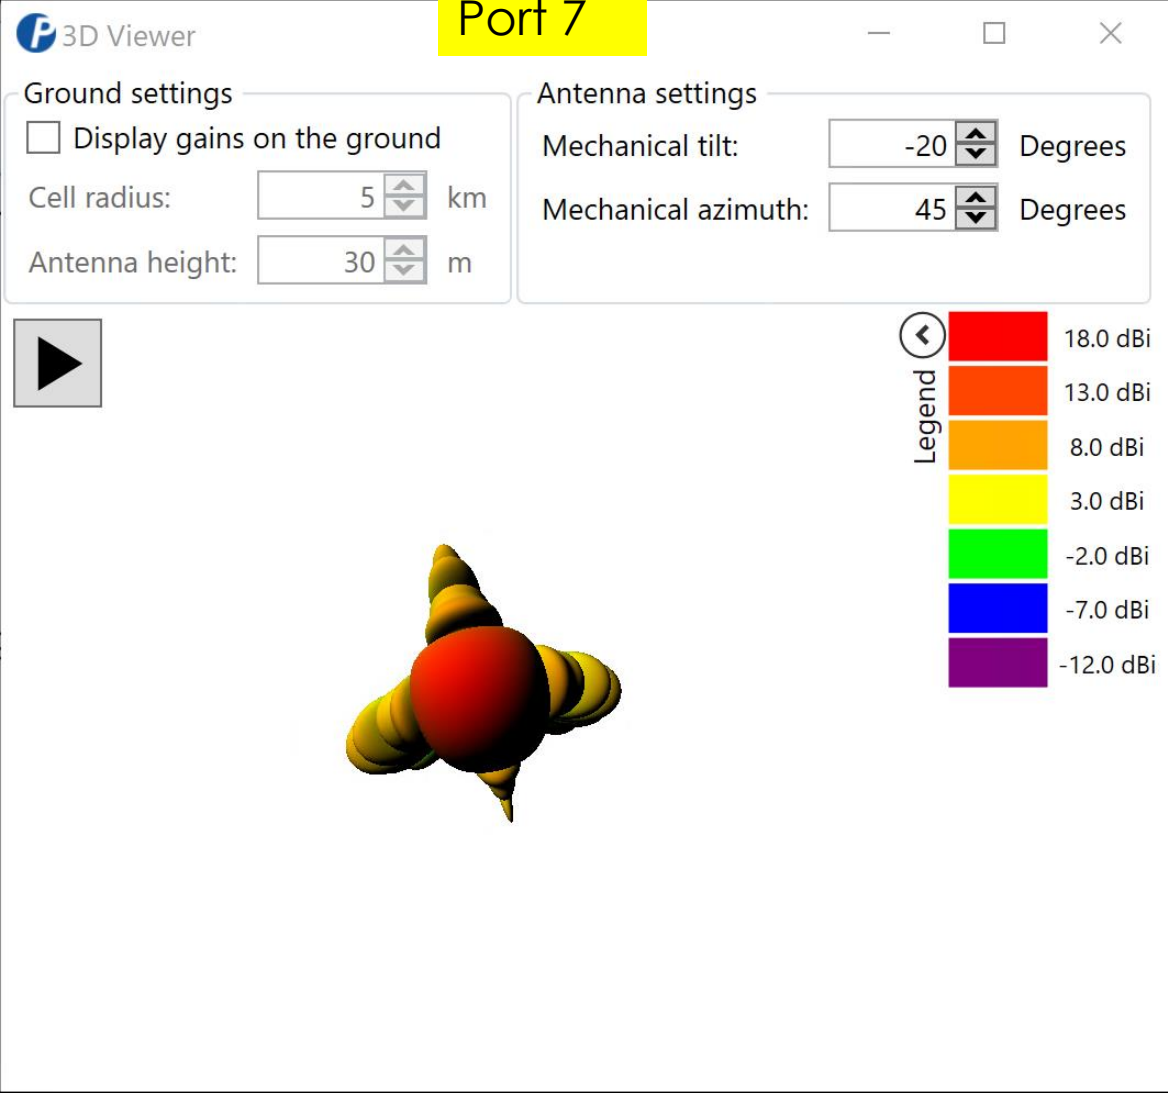 Port 7
3D Viewer
Ground settings
Display gains on the ground
Cell radius: 5 km
Antenna height: 30 m
Antenna settings
Mechanical tilt: -20 Degrees
Mechanical azimuth: 45 Degrees
Legend
18.0 dBi
13.0 dBi
8.0 dBi
3.0 dBi
-2.0 dBi
-7.0 dBi
-12.0 dBi